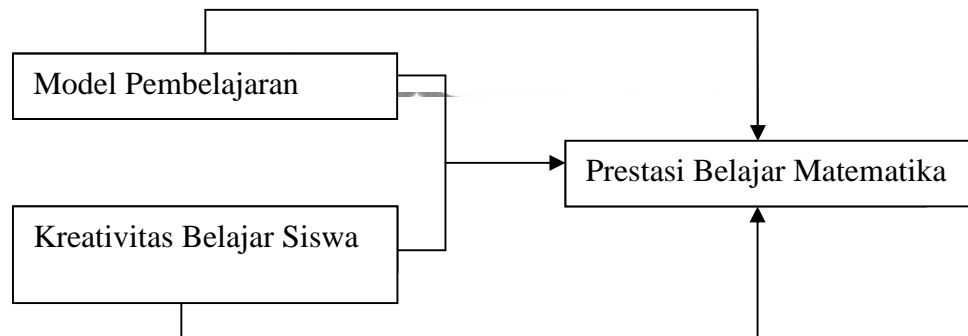 Model Pembelajaran
Prestasi Belajar Matematika
Kreativitas Belajar Siswa